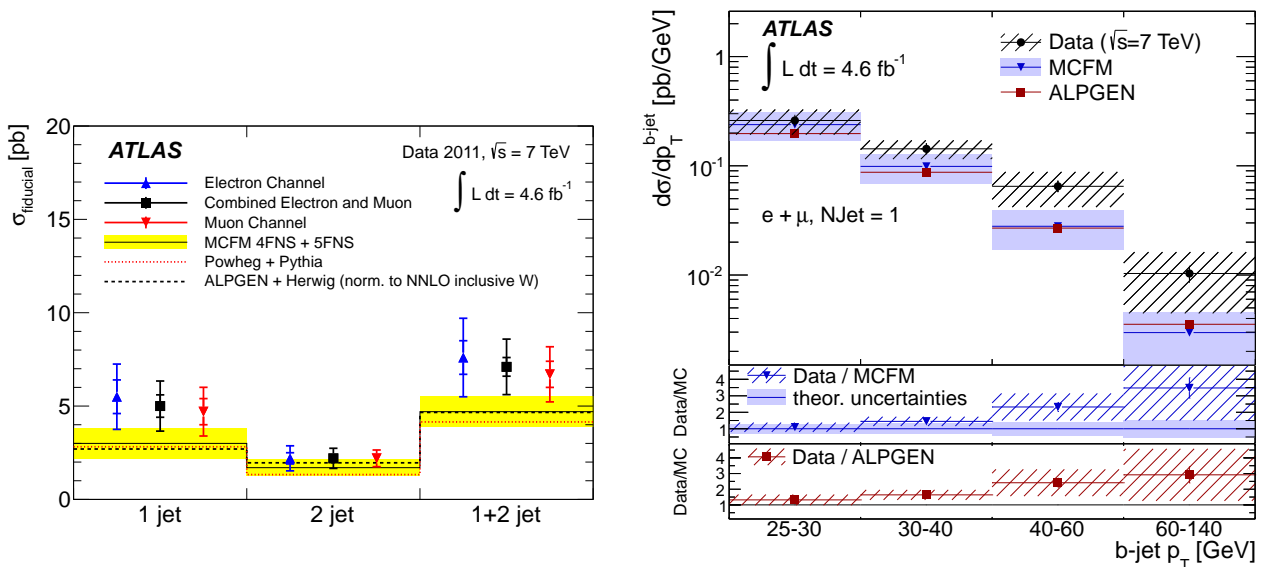 ATLAS
Data 2011, √s = 7 TeV
∫ L dt = 4.6 fb⁻¹
Electron Channel
Combined Electron and Muon
Muon Channel
MCFM 4FNS + 5FNS
Powheg + Pythia
ALPGEN + Herwig (norm. to NNLO inclusive W)
σ_fiducial [pb]
20
15
10
5
0
1 jet
2 jet
1+2 jet
ATLAS
∫ L dt = 4.6 fb⁻¹
Data (√s=7 TeV)
MCFM
ALPGEN
e + μ, NJet = 1
dσ/dp_T^b-jet [pb/GeV]
1
10⁻¹
10⁻²
Data / MCFM
theor. uncertainties
Data/MC
4
3
2
1
Data / ALPGEN
Data/MC
4
3
2
1
25-30
30-40
40-60
60-140
b-jet p_T [GeV]